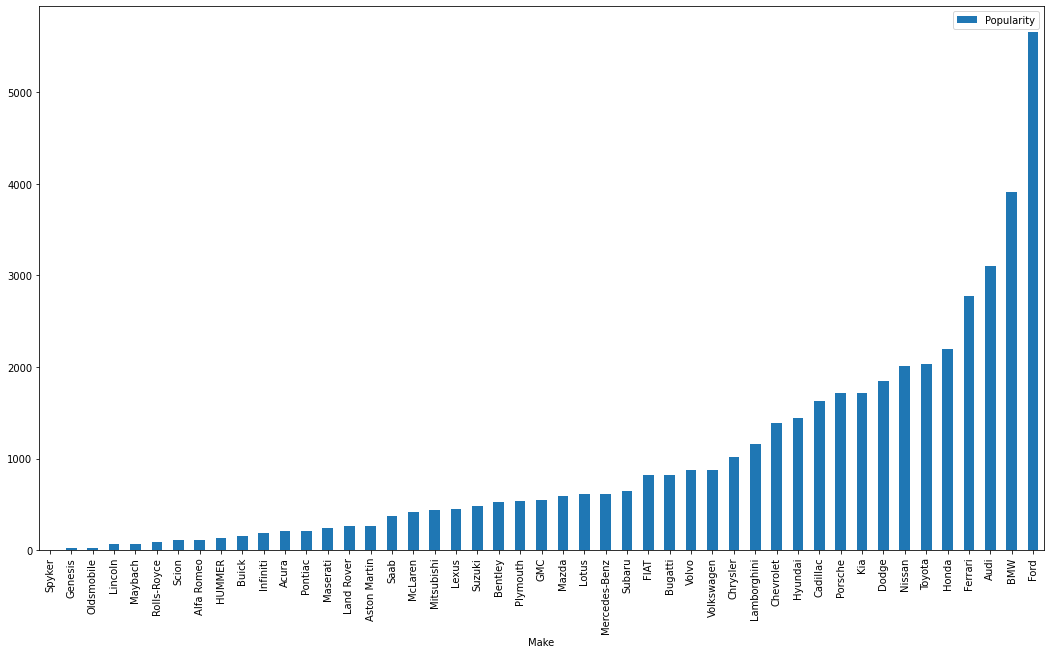 Popularity
5000
4000
3000
2000
1000
0
Spyker
Genesis
Oldsmobile
Lincoln
Maybach
Rolls-Royce
Scion
Alfa Romeo
HUMMER
Buick
Infiniti
Acura
Pontiac
Maserati
Land Rover
Aston Martin
Saab
McLaren
Mitsubishi
Lexus
Suzuki
Bentley
Plymouth
GMC
Mazda
Lotus
Mercedes-Benz
Subaru
FIAT
Bugatti
Volvo
Volkswagen
Chrysler
Lamborghini
Chevrolet
Hyundai
Cadillac
Porsche
Kia
Dodge
Nissan
Toyota
Honda
Ferrari
Audi
BMW
Ford
Make